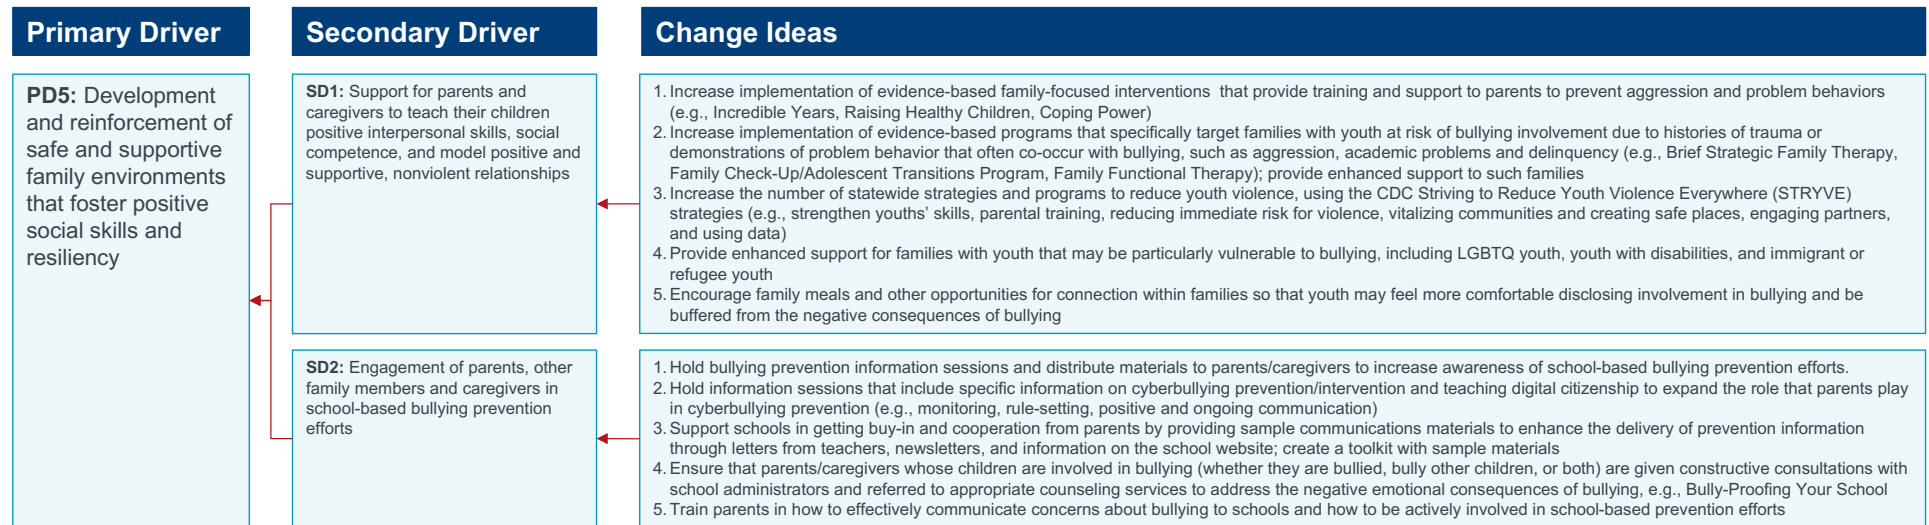 Primary Driver
Secondary Driver
Change Ideas
PD5: Development
and reinforcement of
safe and supportive
family environments
that foster positive
social skills and
resiliency
SD1: Support for parents and
caregivers to teach their children
positive interpersonal skills, social
competence, and model positive and
supportive, nonviolent relationships
1. Increase implementation of evidence-based family-focused interventions that provide training and support to parents to prevent aggression and problem behaviors
(e.g., Incredible Years, Raising Healthy Children, Coping Power)
2. Increase implementation of evidence-based programs that specifically target families with youth at risk of bullying involvement due to histories of trauma or
demonstrations of problem behavior that often co-occur with bullying, such as aggression, academic problems and delinquency (e.g., Brief Strategic Family Therapy,
Family Check-Up/Adolescent Transitions Program, Family Functional Therapy); provide enhanced support to such families
3. Increase the number of statewide strategies and programs to reduce youth violence, using the CDC Striving to Reduce Youth Violence Everywhere (STRYVE)
strategies (e.g., strengthen youths’ skills, parental training, reducing immediate risk for violence, vitalizing communities and creating safe places, engaging partners,
and using data)
4. Provide enhanced support for families with youth that may be particularly vulnerable to bullying, including LGBTQ youth, youth with disabilities, and immigrant or
refugee youth
5. Encourage family meals and other opportunities for connection within families so that youth may feel more comfortable disclosing involvement in bullying and be
buffered from the negative consequences of bullying
SD2: Engagement of parents, other
family members and caregivers in
school-based bullying prevention
efforts
1. Hold bullying prevention information sessions and distribute materials to parents/caregivers to increase awareness of school-based bullying prevention efforts.
2. Hold information sessions that include specific information on cyberbullying prevention/intervention and teaching digital citizenship to expand the role that parents play
in cyberbullying prevention (e.g., monitoring, rule-setting, positive and ongoing communication)
3. Support schools in getting buy-in and cooperation from parents by providing sample communications materials to enhance the delivery of prevention information
through letters from teachers, newsletters, and information on the school website; create a toolkit with sample materials
4. Ensure that parents/caregivers whose children are involved in bullying (whether they are bullied, bully other children, or both) are given constructive consultations with
school administrators and referred to appropriate counseling services to address the negative emotional consequences of bullying, e.g., Bully-Proofing Your School
5. Train parents in how to effectively communicate concerns about bullying to schools and how to be actively involved in school-based prevention efforts